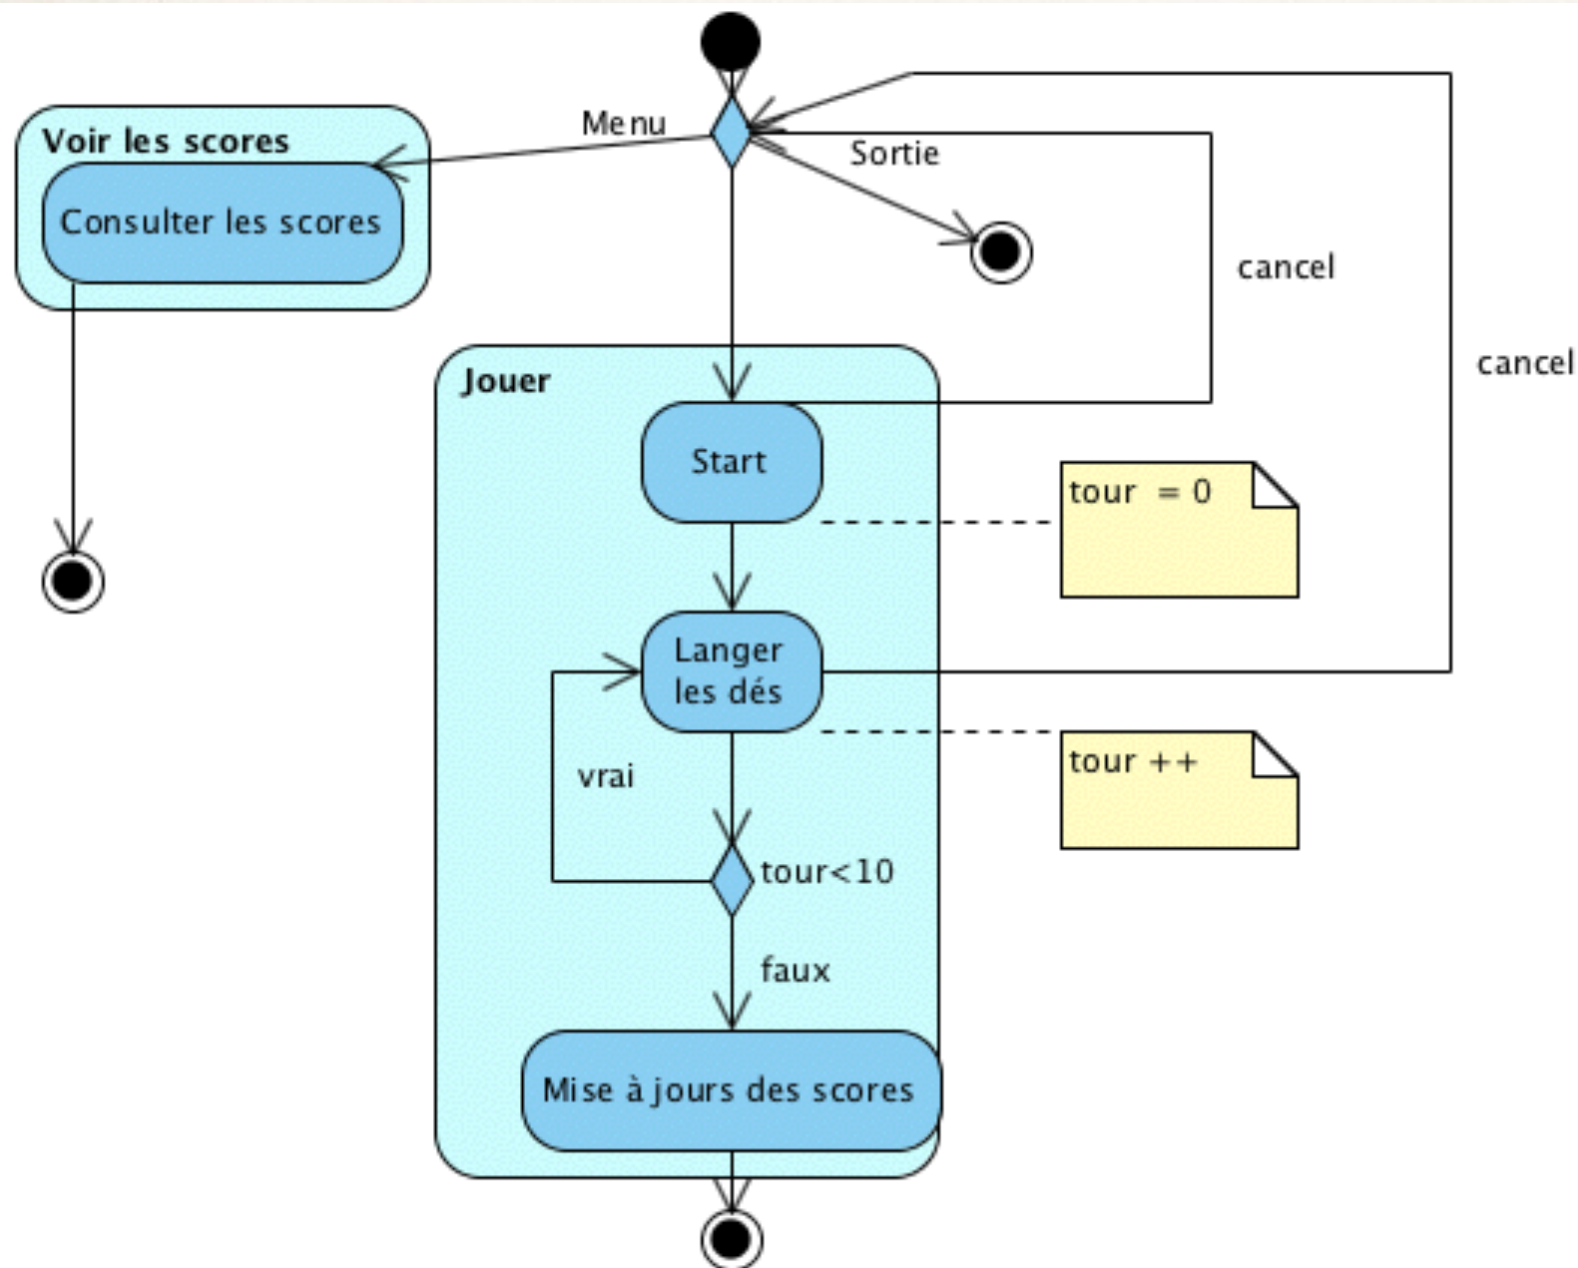 Menu
Voir les scores
Sortie
Consulter les scores
cancel
cancel
Jouer
Start
tour = 0
Langer
les dés
vrai
tour ++
tour<10
faux
Mise à jours des scores